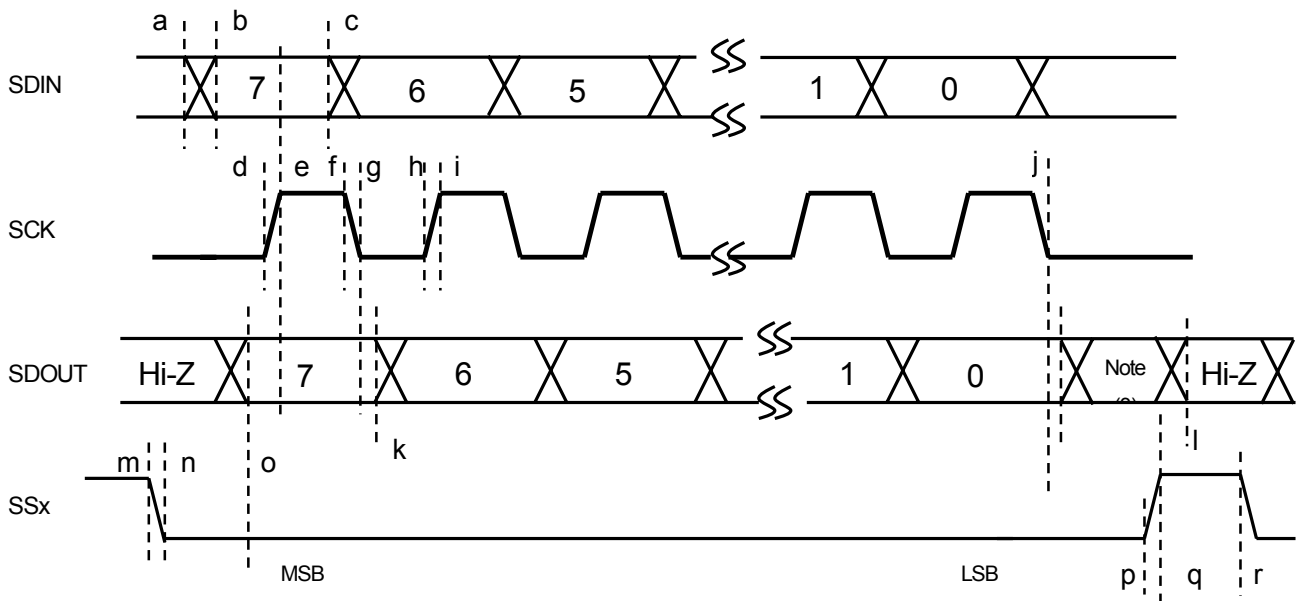 a b c
SDIN 7 6 5 1 0
d e f g h i j
SCK
SDOUT Hi-Z 7 6 5 1 0 Note Hi-Z
k l
m n o
SSx
MSB LSB p q r